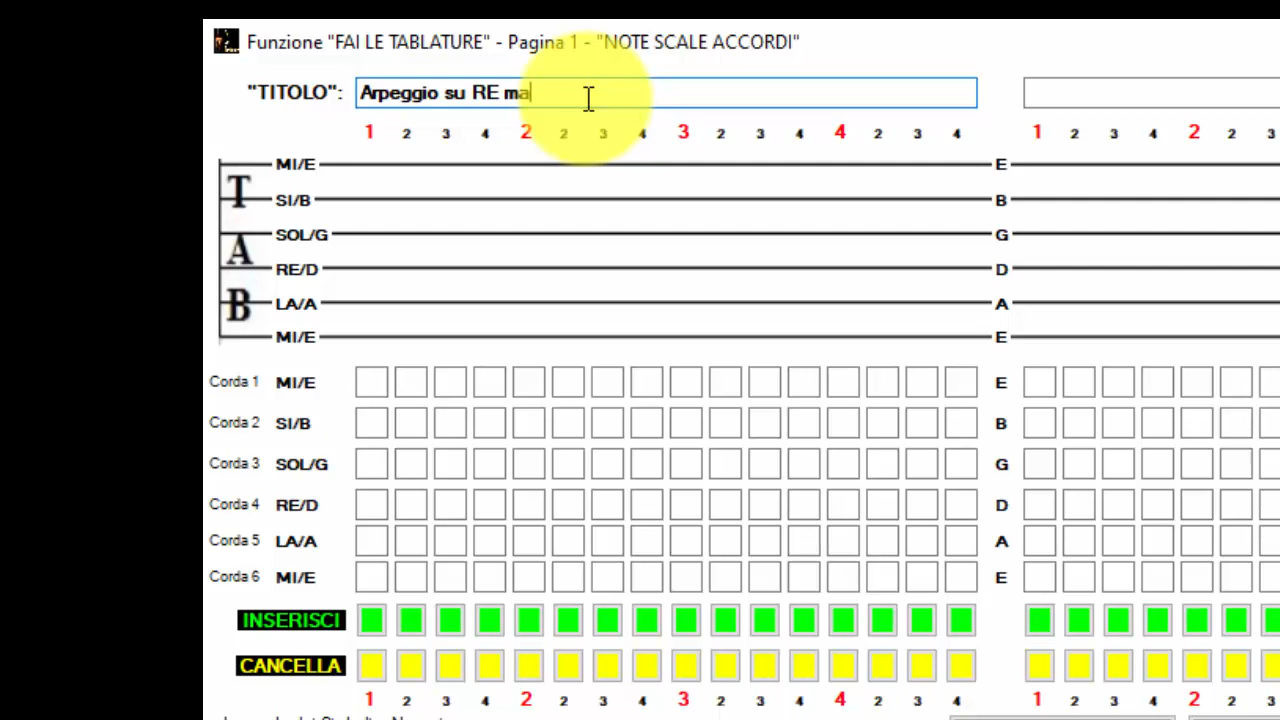 Funzione "FAI LE TABLATURE" - Pagina 1 - "NOTE SCALE ACCORDI"
"TITOLO": Arpeggio su RE ma
1 2 3 4 2 2 3 4 3 2 3 4 4 2 3 4 1 2 3 4 2 2 3
T A B
MI/E E
SI/B B
SOL/G G
RE/D D
LA/A A
MI/E E
Corda 1 MI/E E
Corda 2 SI/B B
Corda 3 SOL/G G
Corda 4 RE/D D
Corda 5 LA/A A
Corda 6 MI/E E
INSERISCI
CANCELLA
1 2 3 4 2 2 3 4 3 2 3 4 4 2 3 4 1 2 3 4 2 2 3